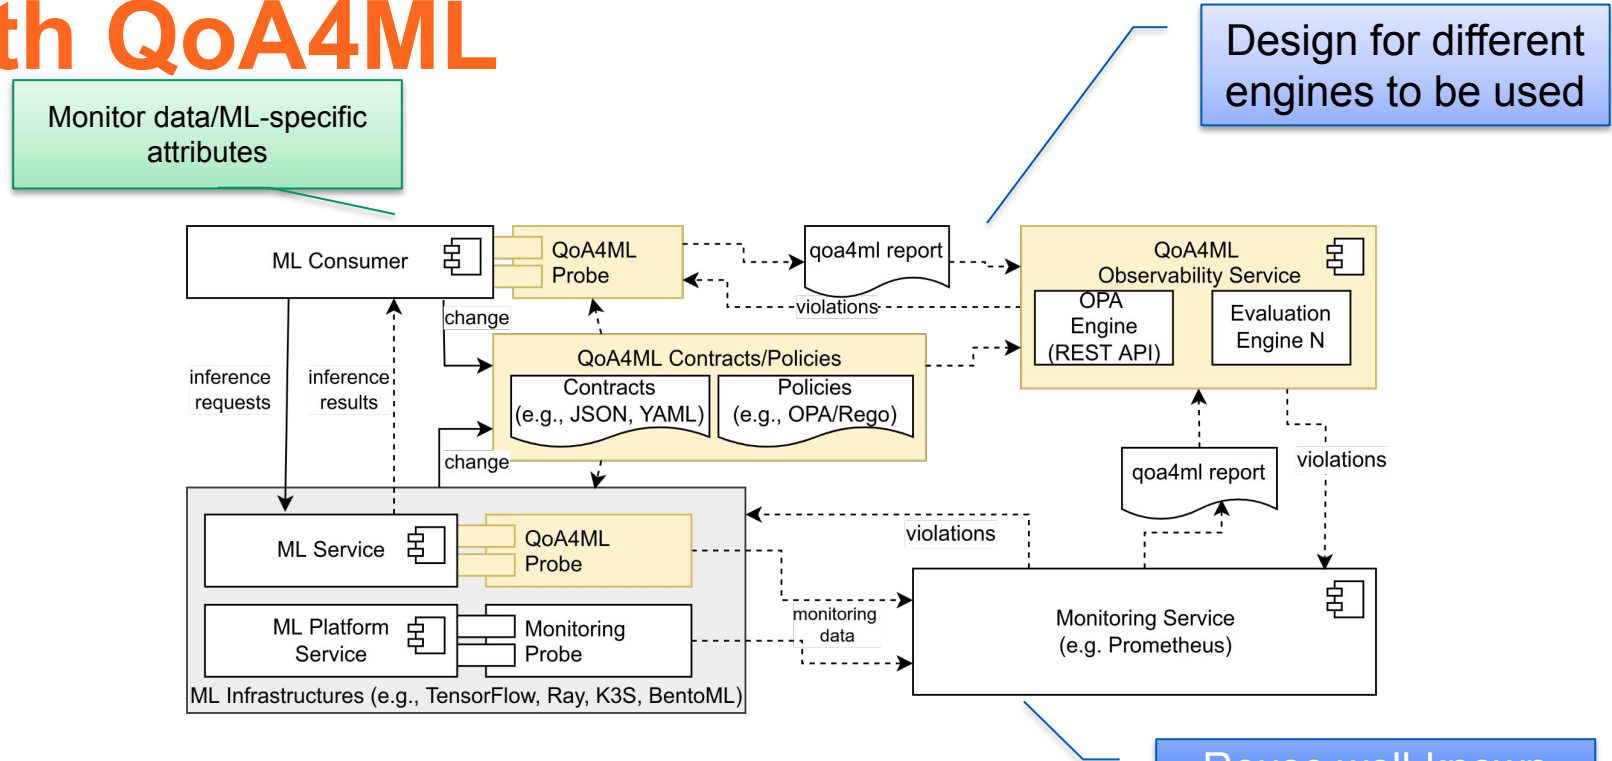 th QoA4ML
Design for different
engines to be used
Monitor data/ML-specific
attributes
ML Consumer
QoA4ML
Probe
qoa4ml report
QoA4ML
Observability Service
OPA
Engine
(REST API)
Evaluation
Engine N
violations
change
inference
requests
inference
results
QoA4ML Contracts/Policies
Contracts
(e.g., JSON, YAML)
Policies
(e.g., OPA/Rego)
change
qoa4ml report
violations
ML Service
QoA4ML
Probe
violations
ML Platform
Service
Monitoring
Probe
monitoring
data
Monitoring Service
(e.g. Prometheus)
ML Infrastructures (e.g., TensorFlow, Ray, K3S, BentoML)
Reuse well-known